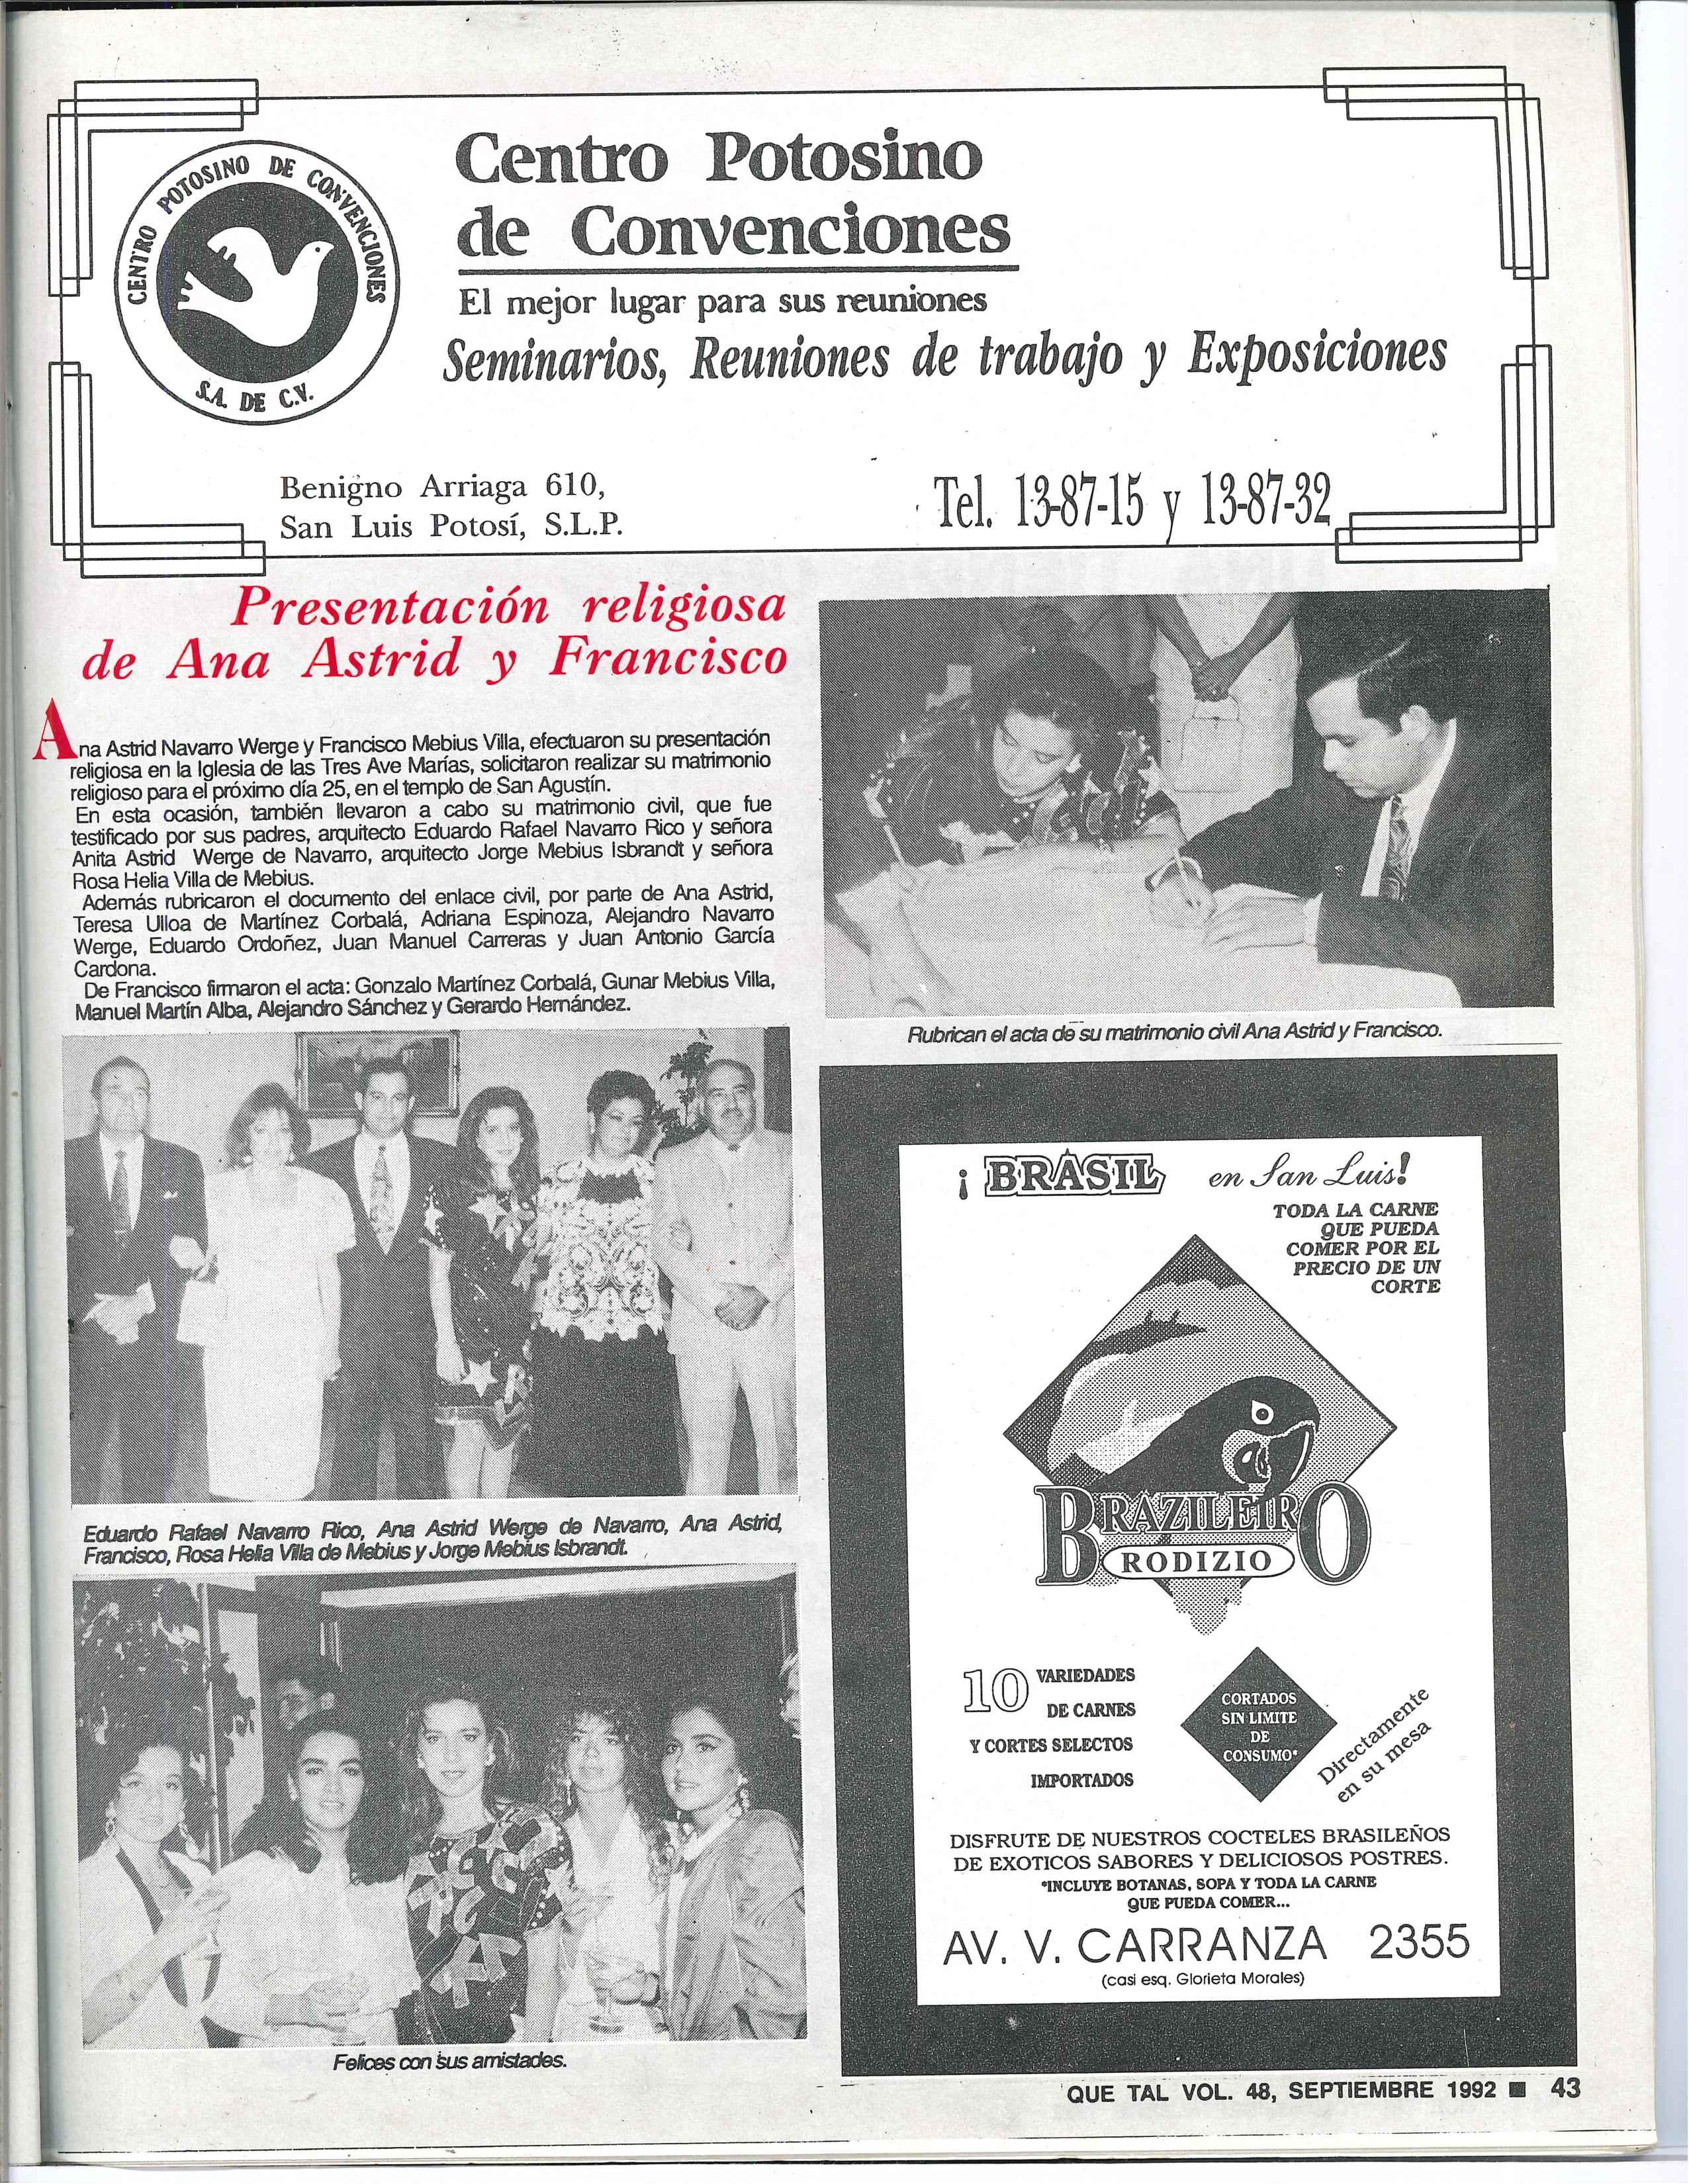 CENTRO POTOSINO DE CONVENCIONES
S.A. DE C.V.
Centro Potosino
de Convenciones
El mejor lugar para sus reuniones
Seminarios, Reuniones de trabajo y Exposiciones
Benigno Arriaga 610,
San Luis Potosí, S.L.P.
Tel. 13-87-15 y 13-87-32
Presentación religiosa
de Ana Astrid y Francisco
Ana Astrid Navarro Werge y Francisco Mebius Villa, efectuaron su presentación
religiosa en la Iglesia de las Tres Ave Marías, solicitaron realizar su matrimonio
religioso para el próximo día 25, en el templo de San Agustín.
En esta ocasión, también llevaron a cabo su matrimonio civil, que fue
testificado por sus padres, arquitecto Eduardo Rafael Navarro Rico y señora
Anita Astrid Werge de Navarro, arquitecto Jorge Mebius Isbrandt y señora
Rosa Helia Villa de Mebius.
Además rubricaron el documento del enlace civil, por parte de Ana Astrid,
Teresa Ulloa de Martínez Corbalá, Adriana Espinoza, Alejandro Navarro
Werge, Eduardo Ordoñez, Juan Manuel Carreras y Juan Antonio García
Cardona.
De Francisco firmaron el acta: Gonzalo Martínez Corbalá, Gunar Mebius Villa,
Manuel Martín Alba, Alejandro Sánchez y Gerardo Hernández.
Rubrican el acta de su matrimonio civil Ana Astrid y Francisco.
Eduardo Rafael Navarro Rico, Ana Astrid Werge de Navarro, Ana Astrid,
Francisco, Rosa Helia Villa de Mebius y Jorge Mebius Isbrandt.
Felices con sus amistades.
¡BRASIL en San Luis!
TODA LA CARNE
QUE PUEDA
COMER POR EL
PRECIO DE UN
CORTE
BRAZILEIRO
RODIZIO
10 VARIEDADES
DE CARNES
Y CORTES SELECTOS
IMPORTADOS
CORTADOS
SIN LIMITE
DE
CONSUMO*
Directamente
en su mesa
DISFRUTE DE NUESTROS COCTELES BRASILEÑOS
DE EXOTICOS SABORES Y DELICIOSOS POSTRES.
*INCLUYE BOTANAS, SOPA Y TODA LA CARNE
QUE PUEDA COMER...
AV. V. CARRANZA 2355
(casi esq. Glorieta Morales)
QUE TAL VOL. 48, SEPTIEMBRE 1992 ■ 43